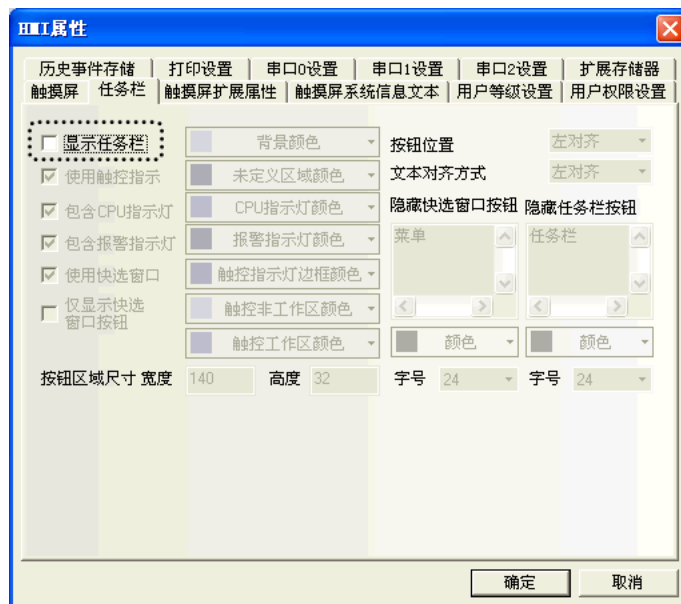 HMI属性
历史事件存储 打印设置 串口0设置 串口1设置 串口2设置 扩展存储器
触摸屏 任务栏 触摸屏扩展属性 触摸屏系统信息文本 用户等级设置 用户权限设置
显示任务栏 背景颜色 按钮位置 左对齐
使用触控指示 未定义区域颜色 文本对齐方式 左对齐
包含CPU指示灯 CPU指示灯颜色 隐藏快选窗口按钮 隐藏任务栏按钮
包含报警指示灯 报警指示灯颜色 菜单 任务栏
使用快选窗口 触控指示灯边框颜色
仅显示快选
窗口按钮 触控非工作区颜色
触控工作区颜色 颜色 颜色
按钮区域尺寸 宽度 140 高度 32 字号 24 字号 24
确定 取消